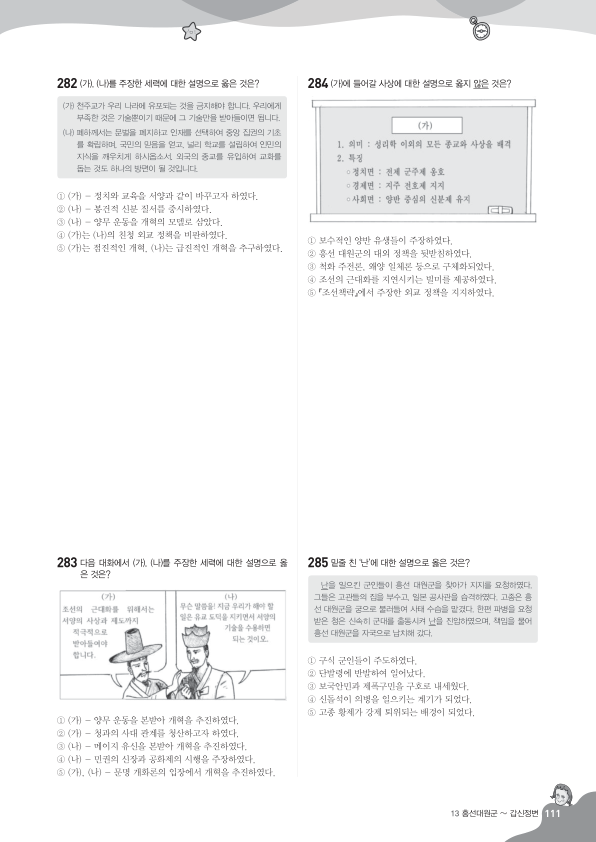 282 (가), (나)를 주장한 세력에 대한 설명으로 옳은 것은?
(가) 천주교가 우리 나라에 유포되는 것을 금지해야 합니다. 우리에게
부족한 것은 기술뿐이기 때문에 그 기술만을 받아들이면 됩니다.
(나) 폐하께서는 문벌을 폐지하고 인재를 선택하여 중앙 집권의 기초
를 확립하며, 국민의 믿음을 얻고, 널리 학교를 설립하여 인민의
지식을 깨우치게 하시옵소서. 외국의 종교를 유입하여 교화를
돕는 것도 하나의 방편이 될 것입니다.
① (가) - 정치와 교육을 서양과 같이 바꾸고자 하였다.
② (나) - 봉건적 신분 질서를 중시하였다.
③ (나) - 양무 운동을 개혁의 모델로 삼았다.
④ (가)는 (나)의 친청 외교 정책을 비판하였다.
⑤ (가)는 점진적인 개혁, (나)는 급진적인 개혁을 추구하였다.
283 다음 대화에서 (가), (나)를 주장한 세력에 대한 설명으로 옳
은 것은?
(가)
조선의 근대화를 위해서는
서양의 사상과 제도까지
적극적으로
받아들여야
합니다.
(나)
무슨 말씀을! 지금 우리가 해야 할
일은 유교 도덕을 지키면서 서양의
기술을 수용하면
되는 것이오.
① (가) - 양무 운동을 본받아 개혁을 추진하였다.
② (가) - 청과의 사대 관계를 청산하고자 하였다.
③ (나) - 메이지 유신을 본받아 개혁을 추진하였다.
④ (나) - 민권의 신장과 공화제의 시행을 주장하였다.
⑤ (가), (나) - 문명 개화론의 입장에서 개혁을 추진하였다.
284 (가)에 들어갈 사상에 대한 설명으로 옳지 않은 것은?
(가)
1. 의미 : 성리학 이외의 모든 종교와 사상을 배격
2. 특징
○정치면 : 전제 군주제 옹호
○경제면 : 지주 전호제 지지
○사회면 : 양반 중심의 신분제 유지
① 보수적인 양반 유생들이 주장하였다.
② 흥선 대원군의 대외 정책을 뒷받침하였다.
③ 척화 주전론, 왜양 일체론 등으로 구체화되었다.
④ 조선의 근대화를 지연시키는 빌미를 제공하였다.
⑤ 『조선책략』에서 주장한 외교 정책을 지지하였다.
285 밑줄 친 '난'에 대한 설명으로 옳은 것은?
난을 일으킨 군인들이 흥선 대원군을 찾아가 지지를 요청하였다.
그들은 고관들의 집을 부수고, 일본 공사관을 습격하였다. 고종은 흥
선 대원군을 궁으로 불러들여 사태 수습을 맡겼다. 한편 파병을 요청
받은 청은 신속히 군대를 출동시켜 난을 진압하였으며, 책임을 물어
흥선 대원군을 자국으로 납치해 갔다.
① 구식 군인들이 주도하였다.
② 단발령에 반발하여 일어났다.
③ 보국안민과 제폭구민을 구호로 내세웠다.
④ 신돌석이 의병을 일으키는 계기가 되었다.
⑤ 고종 황제가 강제 퇴위되는 배경이 되었다.
13 흥선대원군 ~ 갑신정변 111